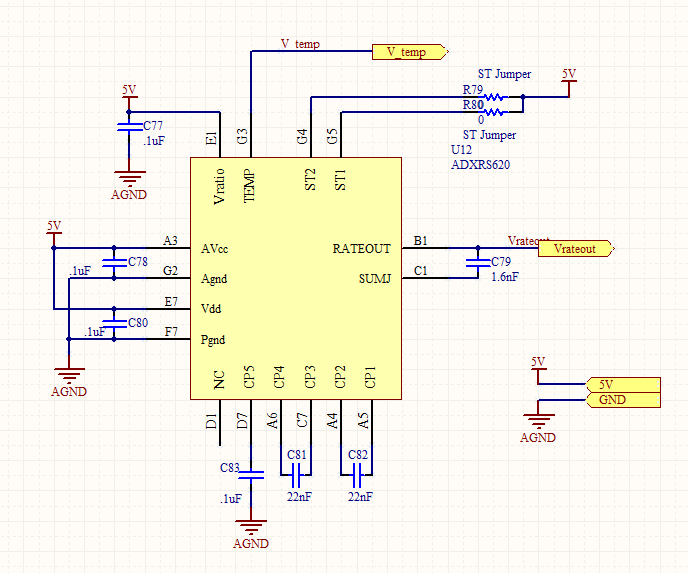 V_temp
V_temp
ST Jumper
5V
5V
R79
R80
0
0
ST Jumper
U12
ADXRS620
C77
.1uF
AGND
E1
G3
G4
G5
Vratio
TEMP
ST2
ST1
5V
A3
AVcc
RATEOUT
B1
Vrateout
Vrateout
C78
.1uF
G2
Agnd
SUMJ
C1
C79
1.6nF
E7
Vdd
C80
.1uF
F7
Pgnd
AGND
5V
5V
GND
AGND
NC
CP5
CP4
CP3
CP2
CP1
D1
D7
A6
C7
A4
A5
C83
.1uF
C81
22nF
C82
22nF
AGND